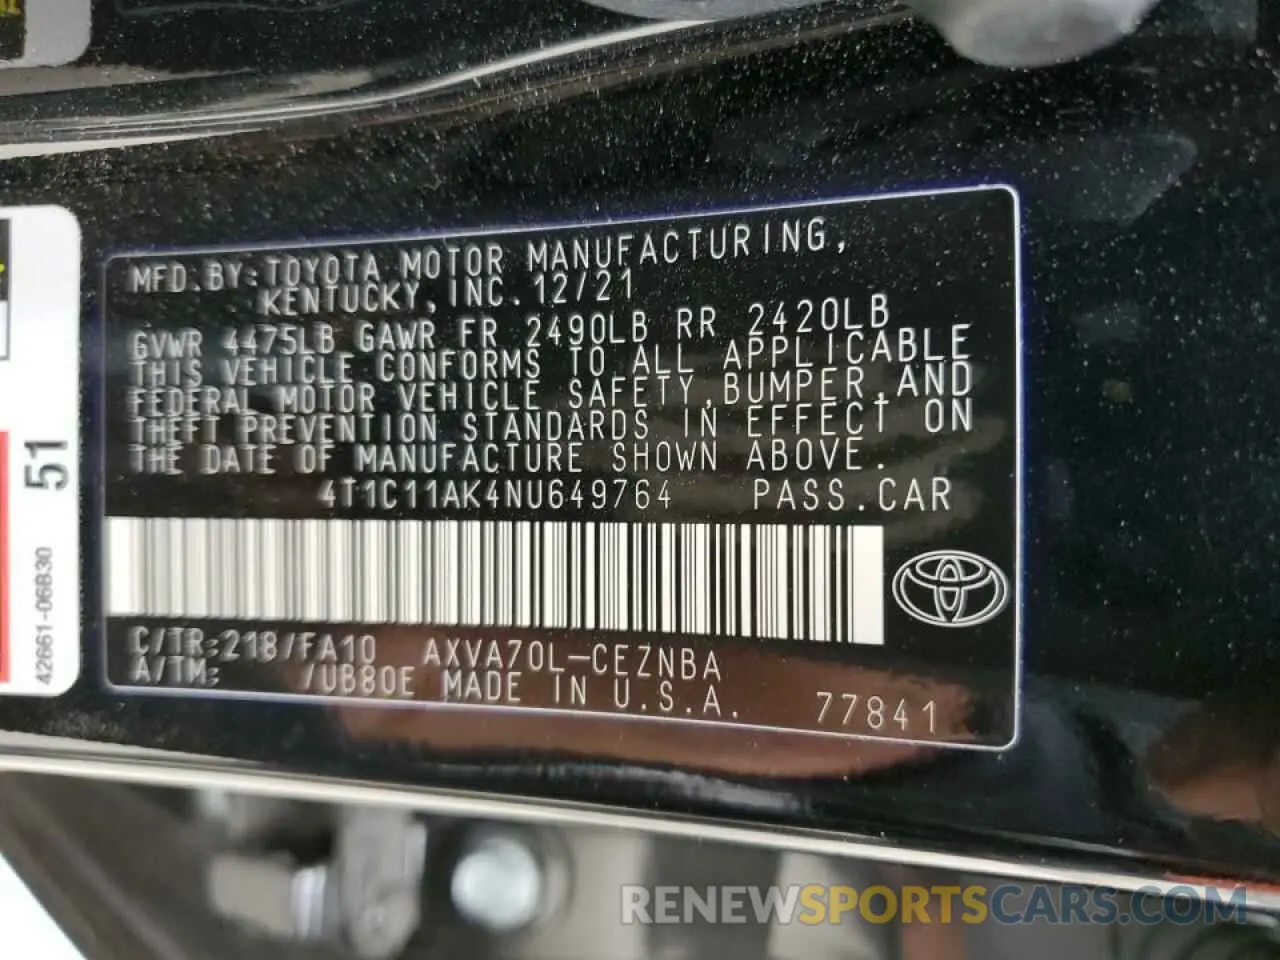 MFD.BY:TOYOTA MOTOR MANUFACTURING,
KENTUCKY, INC. 12/21
GVWR 4475LB GAWR FR 2490LB RR 2420LB
THIS VEHICLE CONFORMS TO ALL APPLICABLE
FEDERAL MOTOR VEHICLE SAFETY,BUMPER,AND
THEFT PREVENTION STANDARDS IN EFFECT ON
THE DATE OF MANUFACTURE SHOWN ABOVE.
4T1C11AK4NU649764 PASS.CAR
C/TR:218/FA10 AXVA70L-CEZNBA
A/TM: /UB80E MADE IN U.S.A.
77841
51
42661-06B30
RENEWSPORTSCARS.COM